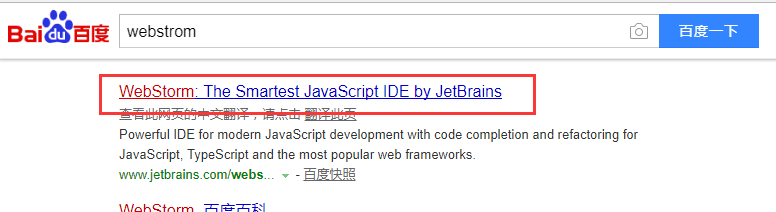 Bai du 百度
webstrom
百度一下
WebStorm: The Smartest JavaScript IDE by JetBrains
查看此网页的中文翻译，请点击 翻译此页
Powerful IDE for modern JavaScript development with code completion and refactoring for
JavaScript, TypeScript and the most popular web frameworks.
www.jetbrains.com/webs... - 百度快照
WebStorm_百度百科